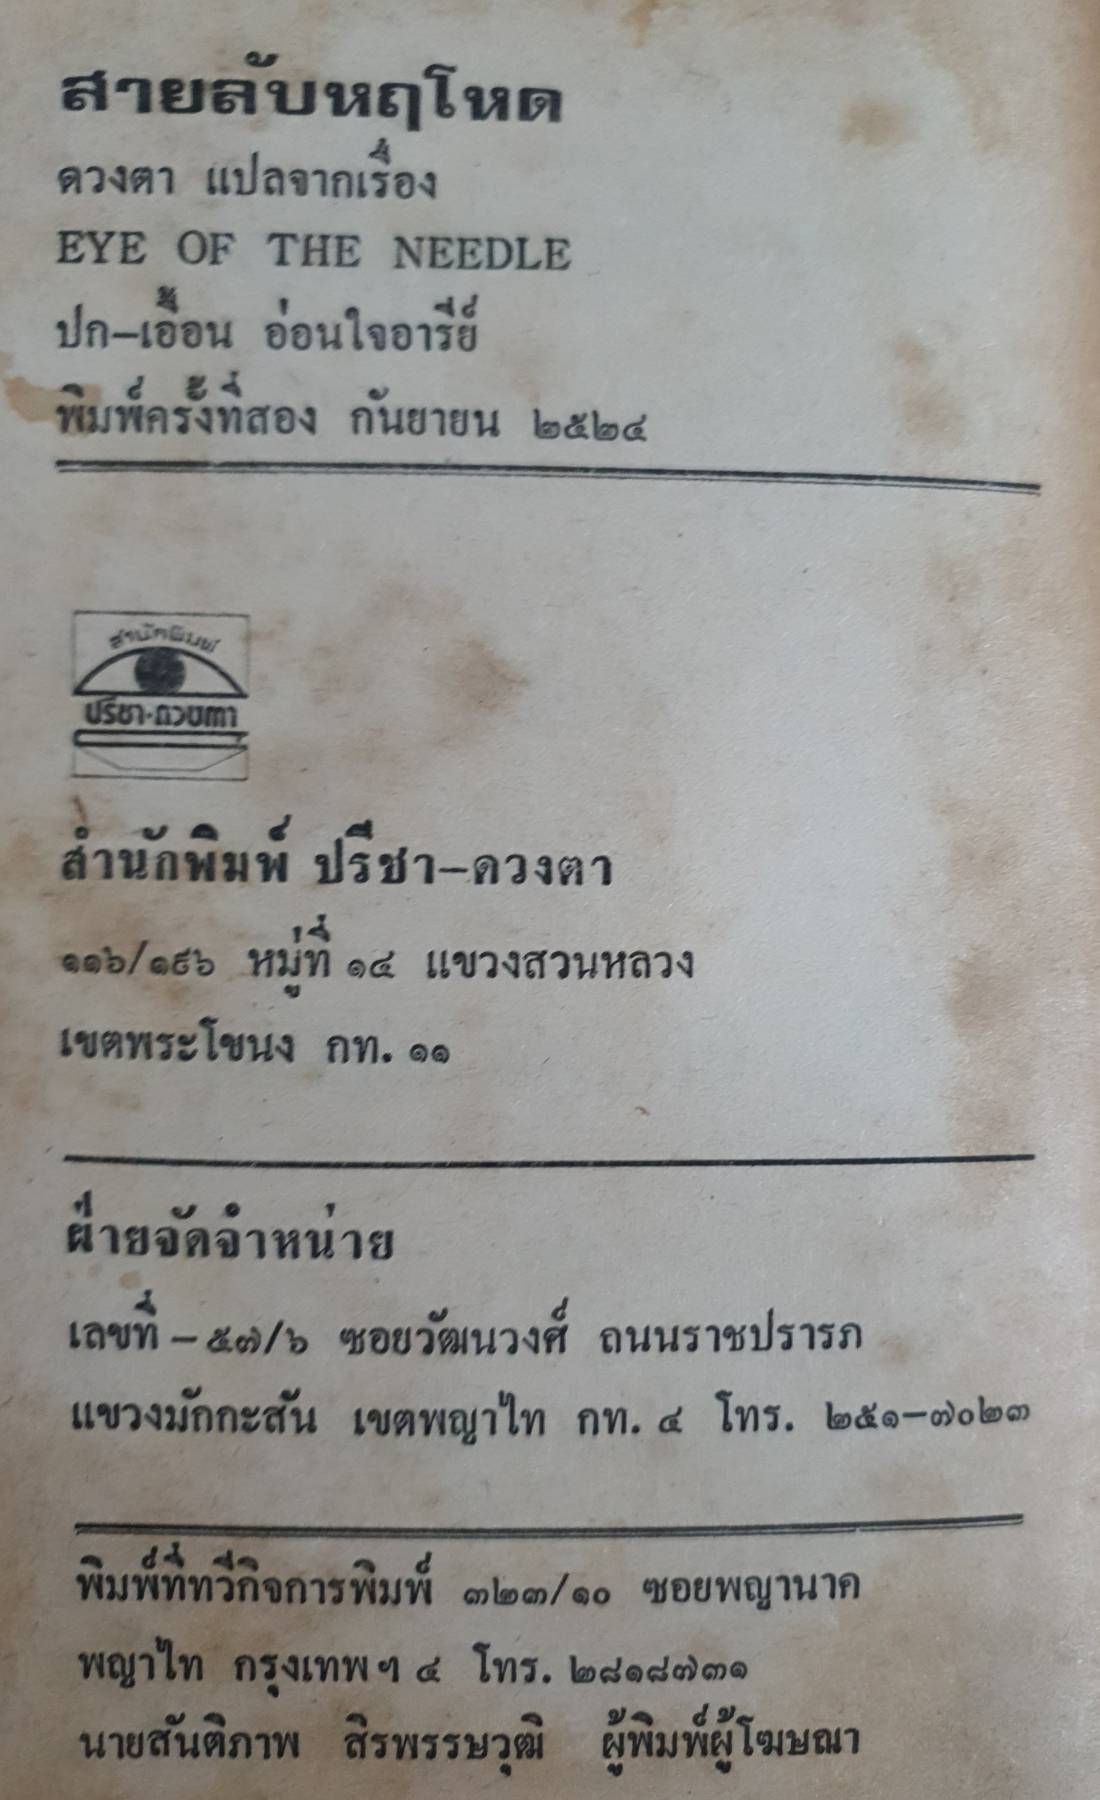 สายลับหฤโหด
ดวงตา แปลจากเรื่อง
EYE OF THE NEEDLE
ปก-เอื้อน อ่อนใจอารีย์
พิมพ์ครั้งที่สอง กันยายน ๒๕๒๔
สำนักพิมพ์
ปรีชา-ดวงตา
สำนักพิมพ์ ปรีชา-ดวงตา
๑๑๖/๑๙๖ หมู่ที่ ๑๔ แขวงสวนหลวง
เขตพระโขนง กท. ๑๑
ฝ่ายจัดจำหน่าย
เลขที่ - ๕๗/๖ ซอยวัฒนวงศ์ ถนนราชปรารภ
แขวงมักกะสัน เขตพญาไท กท. ๔ โทร. ๒๕๑-๗๐๒๓
พิมพ์ที่ทวีกิจการพิมพ์ ๓๒๓/๑๐ ซอยพญานาค
พญาไท กรุงเทพฯ ๔ โทร. ๒๘๑๘๗๓๑
นายสันติภาพ สิรพรรษวุฒิ ผู้พิมพ์ผู้โฆษณา